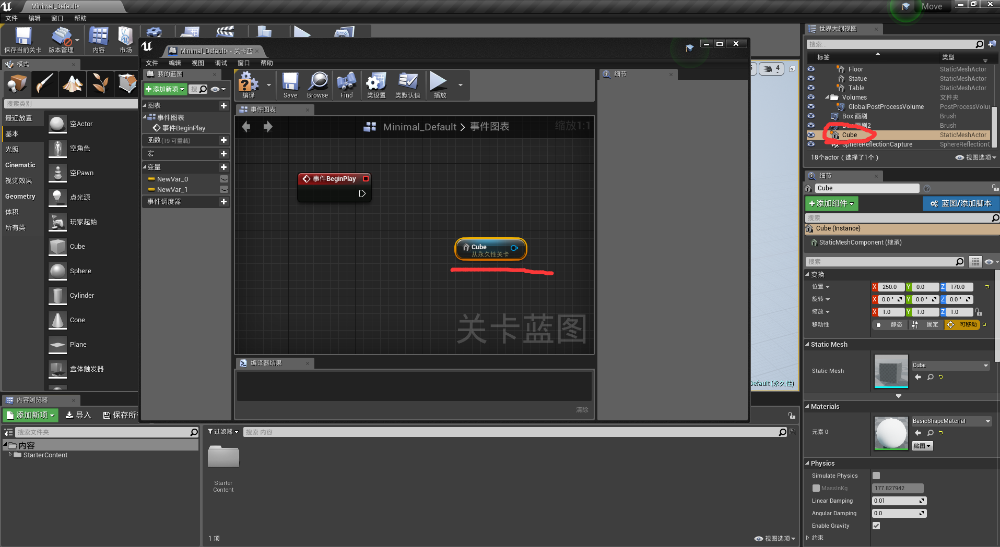 Minimal_Default*
Move
文件 编辑 窗口 帮助
保存当前关卡 版本管理 内容 市场
模式
搜索类别
最近放置
基本
光照
Cinematic
视觉效果
Geometry
体积
所有类
空Actor
空角色
空Pawn
点光源
玩家起始
Cube
Sphere
Cylinder
Cone
Plane
盒体触发器
Minimal_Default* - 关卡蓝
文件 编辑 视图 调试 窗口 帮助
我的蓝图
添加新项 搜
图表
事件图表
事件BeginPlay
函数 (19 可重载)
宏
变量
NewVar_0
NewVar_1
事件调度器
编译 Save Browse Find 类设置 类默认值 播放
事件图表
Minimal_Default > 事件图表
缩放1:1
事件BeginPlay
Cube
从永久性关卡
关卡蓝图
编译器结果
清除
细节
4
Default (永久性)
世界大纲视图
搜索...
标签 类型
Floor StaticMeshActor
Statue StaticMeshActor
Table StaticMeshActor
Volumes 文件夹
GlobalPostProcessVolume PostProcessVolur
Box 画刷 Brush
Box 画刷2 Brush
Cube StaticMeshActor
SphereReflectionCapture SphereReflectionC
18个actor ( 选择了1个 ) 视图选项
细节
Cube
添加组件 蓝图/添加脚本
搜索
Cube (Instance)
StaticMeshComponent (继承)
搜索
变换
位置 X 250.0 Y 0.0 Z 170.0
旋转 X 0.0 ° Y 0.0 ° Z 0.0 °
缩放 X 1.0 Y 1.0 Z 1.0
移动性 静态 固定 可移动
Static Mesh
Static Mesh Cube
Materials
元素 0 BasicShapeMaterial
贴图
Physics
Simulate Physics
MassInKg 177.827942
Linear Damping 0.01
Angular Damping 0.0
Enable Gravity
约束
内容浏览器
添加新项 导入 保存所
搜索文件夹
内容
StarterContent
过滤器 搜索 内容
Starter
Content
1 项
视图选项